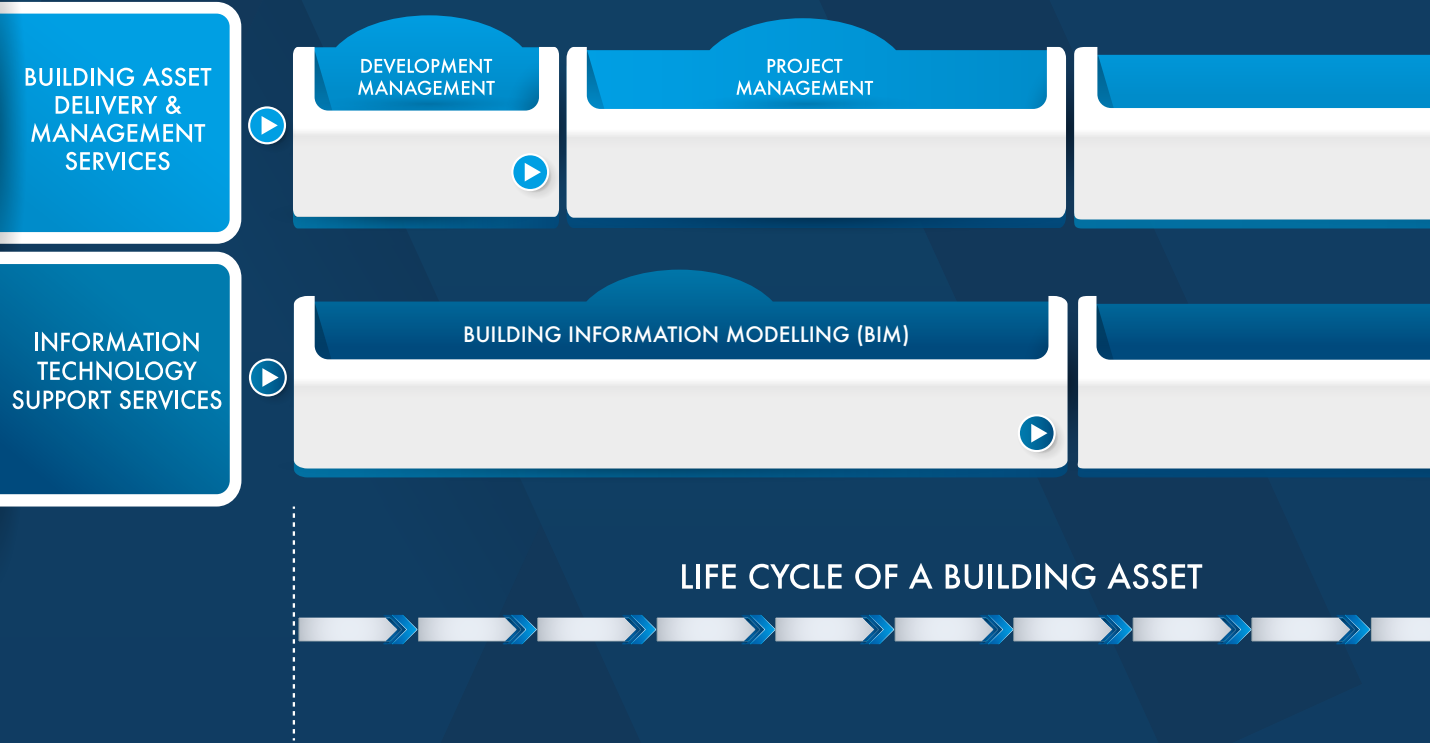 BUILDING ASSET
DELIVERY &
MANAGEMENT
SERVICES
DEVELOPMENT
MANAGEMENT
PROJECT
MANAGEMENT
INFORMATION
TECHNOLOGY
SUPPORT SERVICES
BUILDING INFORMATION MODELLING (BIM)
LIFE CYCLE OF A BUILDING ASSET